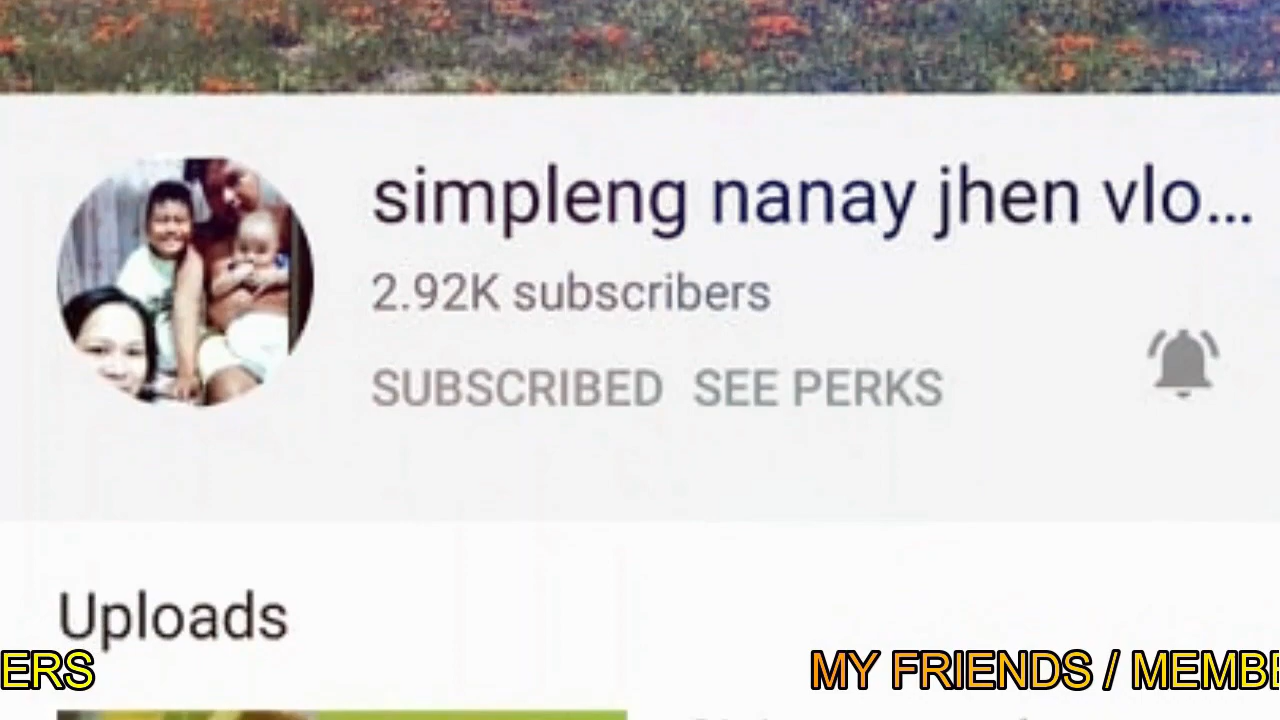 simpleng nanay jhen vlo...
2.92K subscribers
SUBSCRIBED SEE PERKS
Uploads
ERS MY FRIENDS / MEMBE